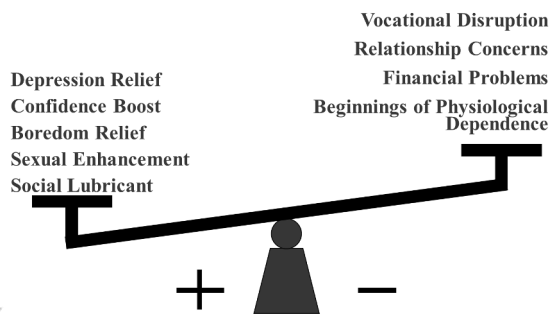 Vocational Disruption
Relationship Concerns
Financial Problems
Beginnings of Physiological
Dependence
Depression Relief
Confidence Boost
Boredom Relief
Sexual Enhancement
Social Lubricant
+ −